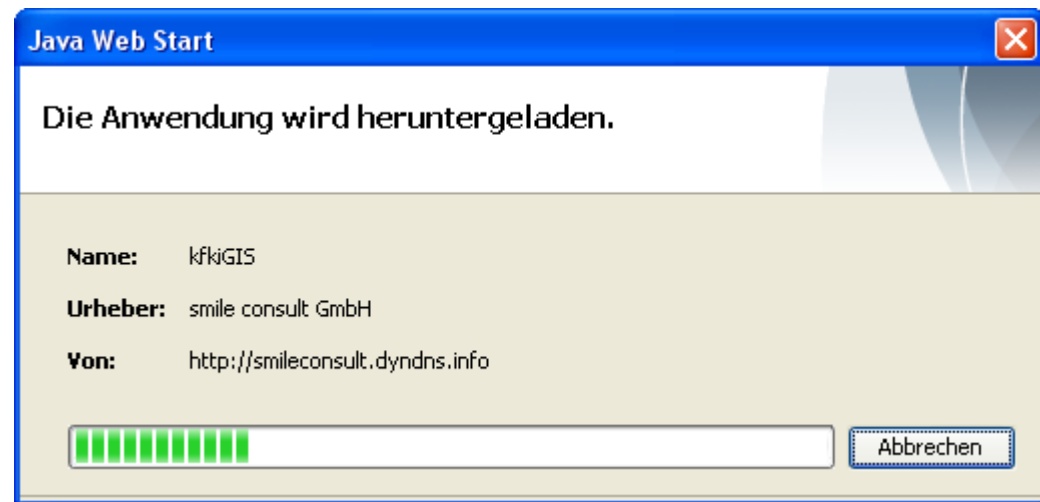 Java Web Start
Die Anwendung wird heruntergeladen.
Name: kfkiGIS
Urheber: smile consult GmbH
Von: http://smileconsult.dyndns.info
Abbrechen